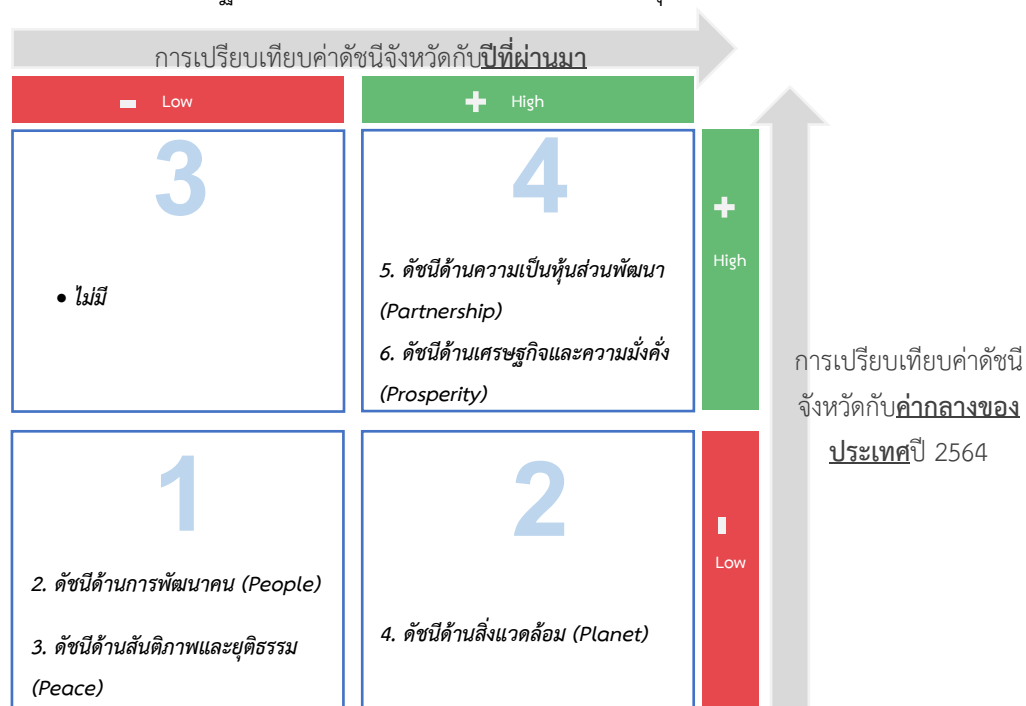 การเปรียบเทียบค่าดัชนีจังหวัดกับปีที่ผ่านมา
Low
High
3
4
• ไม่มี
5. ดัชนีด้านความเป็นหุ้นส่วนพัฒนา
(Partnership)
6. ดัชนีด้านเศรษฐกิจและความมั่งคั่ง
(Prosperity)
High
การเปรียบเทียบค่าดัชนี
จังหวัดกับค่ากลางของ
ประเทศปี 2564
1
2
2. ดัชนีด้านการพัฒนาคน (People)
3. ดัชนีด้านสันติภาพและยุติธรรม
(Peace)
4. ดัชนีด้านสิ่งแวดล้อม (Planet)
Low